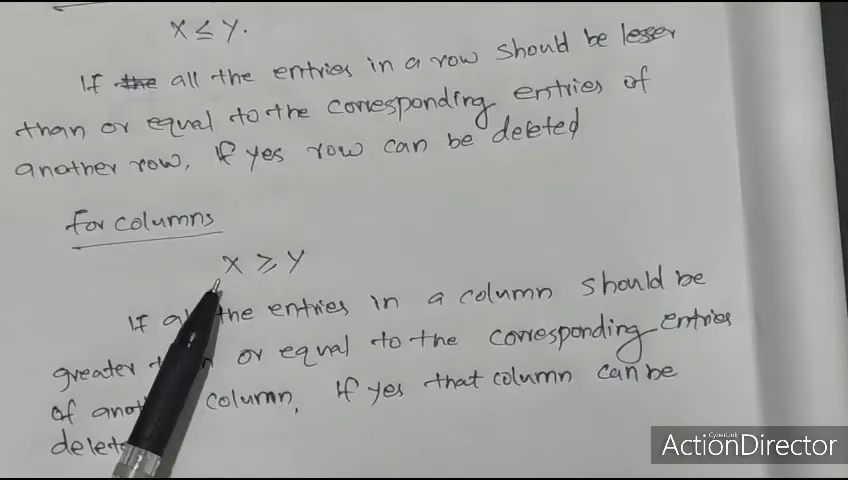 X ≤ Y.
If the all the entries in a row should be lesser
than or equal to the corresponding entries of
another row, If yes row can be deleted
for columns
X ≥ Y
If the entries in a column should be
greater or equal to the corresponding Entries
of column, If yes that column can be
CyberLink
ActionDirector